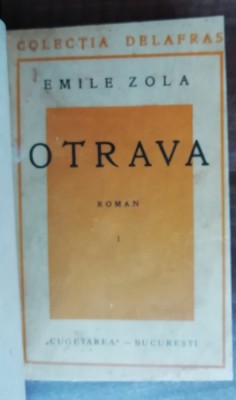 COLECȚIA DELAFRAS
EMILE ZOLA
OTRAVA
ROMAN
I
„CUGETAREA" – BUCUREȘTI